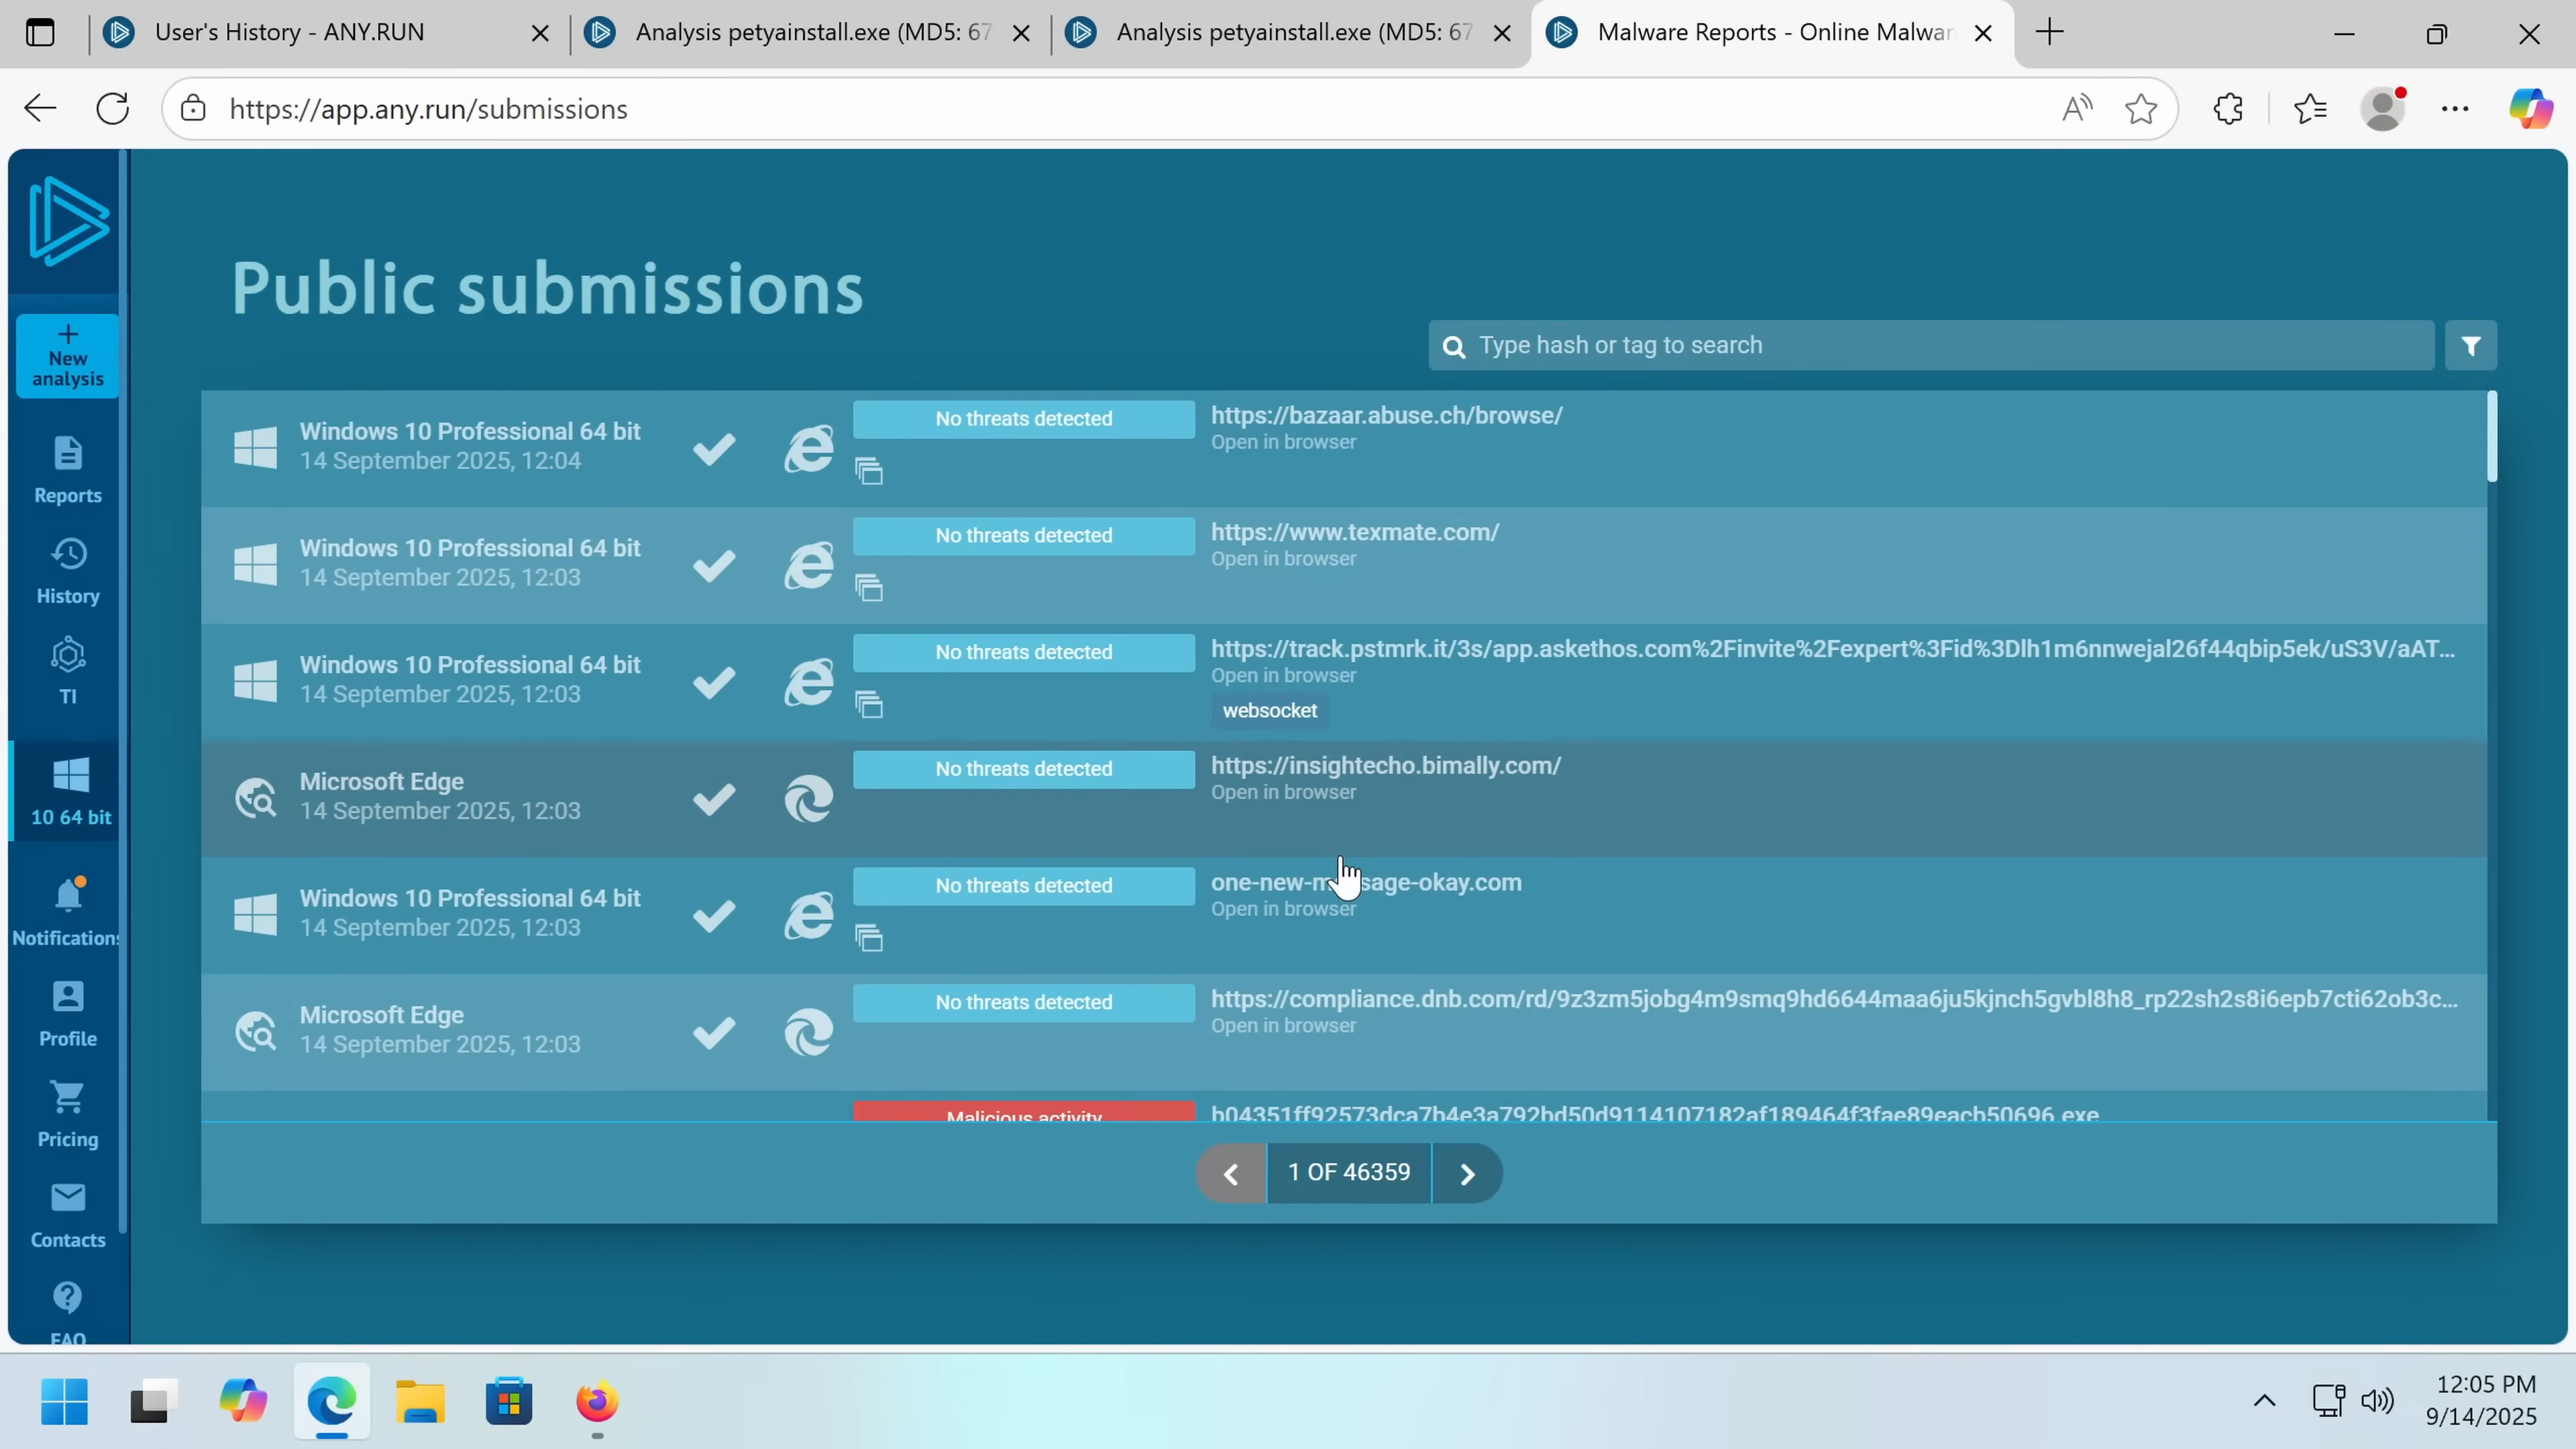 User's History - ANY.RUN
Analysis petyainstall.exe (MD5: 67
Analysis petyainstall.exe (MD5: 67
Malware Reports - Online Malwar
https://app.any.run/submissions
Public submissions
Type hash or tag to search
New
analysis
Reports
History
TI
10 64 bit
Notifications
Profile
Pricing
Contacts
FAQ
Windows 10 Professional 64 bit
14 September 2025, 12:04
No threats detected
https://bazaar.abuse.ch/browse/
Open in browser
Windows 10 Professional 64 bit
14 September 2025, 12:03
No threats detected
https://www.texmate.com/
Open in browser
Windows 10 Professional 64 bit
14 September 2025, 12:03
No threats detected
https://track.pstmrk.it/3s/app.askethos.com%2Finvite%2Fexpert%3Fid%3Dlh1m6nnwejal26f44qbip5ek/uS3V/aAT...
Open in browser
websocket
Microsoft Edge
14 September 2025, 12:03
No threats detected
https://insightecho.bimally.com/
Open in browser
Windows 10 Professional 64 bit
14 September 2025, 12:03
No threats detected
one-new-message-okay.com
Open in browser
Microsoft Edge
14 September 2025, 12:03
No threats detected
https://compliance.dnb.com/rd/9z3zm5jobg4m9smq9hd6644maa6ju5kjnch5gvbl8h8_rp22sh2s8i6epb7cti62ob3c...
Open in browser
Malicious activity
b04351ff92573dca7b4e3a792bd50d9114107182af189464f3fae89eacb50696.exe
1 OF 46359
12:05 PM
9/14/2025